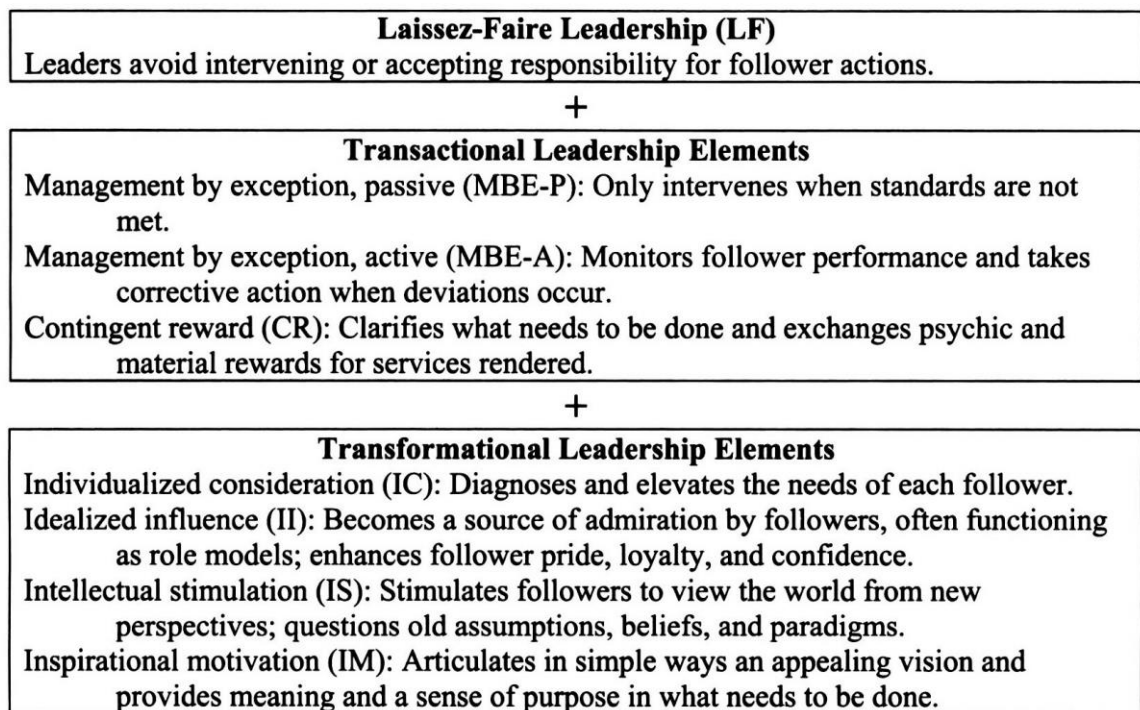 Laissez-Faire Leadership (LF)
Leaders avoid intervening or accepting responsibility for follower actions.
+
Transactional Leadership Elements
Management by exception, passive (MBE-P): Only intervenes when standards are not
met.
Management by exception, active (MBE-A): Monitors follower performance and takes
corrective action when deviations occur.
Contingent reward (CR): Clarifies what needs to be done and exchanges psychic and
material rewards for services rendered.
+
Transformational Leadership Elements
Individualized consideration (IC): Diagnoses and elevates the needs of each follower.
Idealized influence (II): Becomes a source of admiration by followers, often functioning
as role models; enhances follower pride, loyalty, and confidence.
Intellectual stimulation (IS): Stimulates followers to view the world from new
perspectives; questions old assumptions, beliefs, and paradigms.
Inspirational motivation (IM): Articulates in simple ways an appealing vision and
provides meaning and a sense of purpose in what needs to be done.